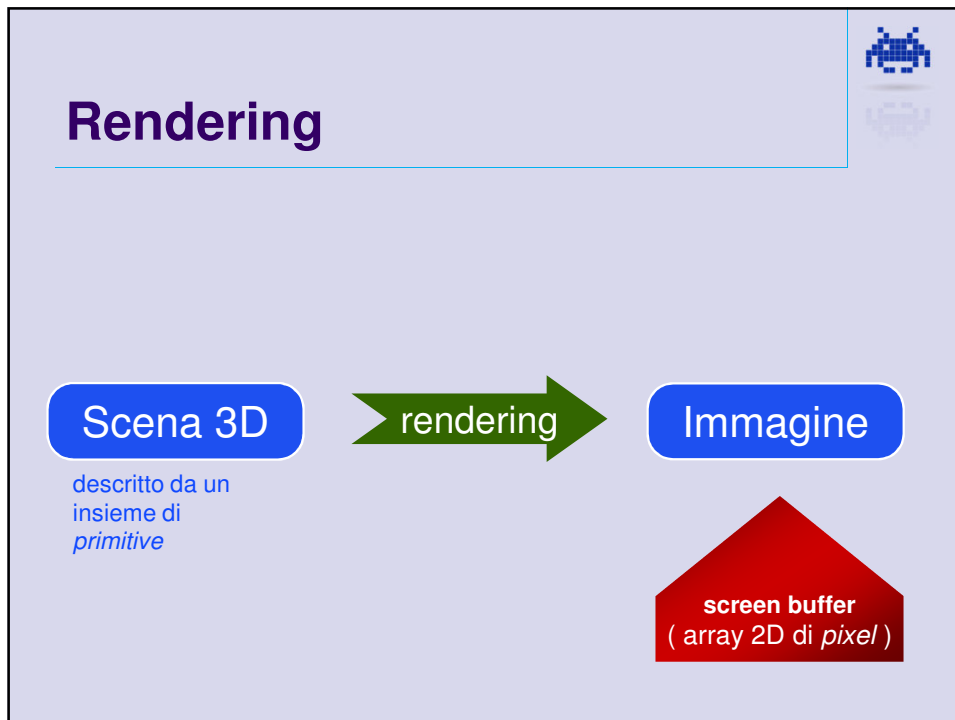 Rendering
Scena 3D
rendering
Immagine
descritto da un
insieme di
primitive
screen buffer
( array 2D di pixel )